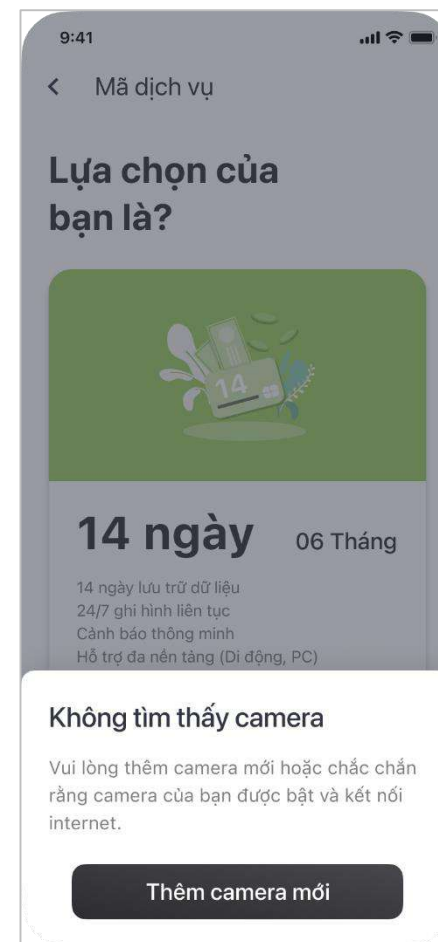 9:41
Mã dịch vụ
Lựa chọn của
bạn là?
14
14 ngày 06 Tháng
14 ngày lưu trữ dữ liệu
24/7 ghi hình liên tục
Cảnh báo thông minh
Hỗ trợ đa nền tảng (Di động, PC)
Không tìm thấy camera
Vui lòng thêm camera mới hoặc chắc chắn
rằng camera của bạn được bật và kết nối
internet.
Thêm camera mới